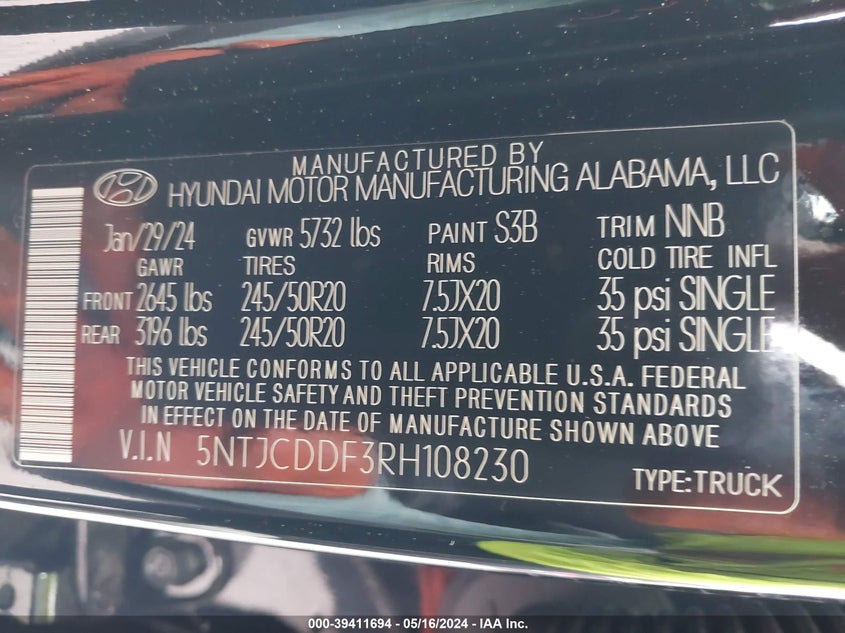 MANUFACTURED BY
HYUNDAI MOTOR MANUFACTURING ALABAMA, LLC
Jan/29/24 GVWR 5732 lbs PAINT S3B TRIM NNB
GAWR TIRES RIMS COLD TIRE INFL
FRONT 2645 lbs 245/50R20 7.5JX20 35 psi SINGLE
REAR 3196 lbs 245/50R20 7.5JX20 35 psi SINGLE
THIS VEHICLE CONFORMS TO ALL APPLICABLE U.S.A. FEDERAL
MOTOR VEHICLE SAFETY AND THEFT PREVENTION STANDARDS
IN EFFECT ON THE DATE OF MANUFACTURE SHOWN ABOVE.
V.I.N 5NTJCDDF3RH108230
TYPE:TRUCK
000-39411694 - 05/16/2024 - IAA Inc.